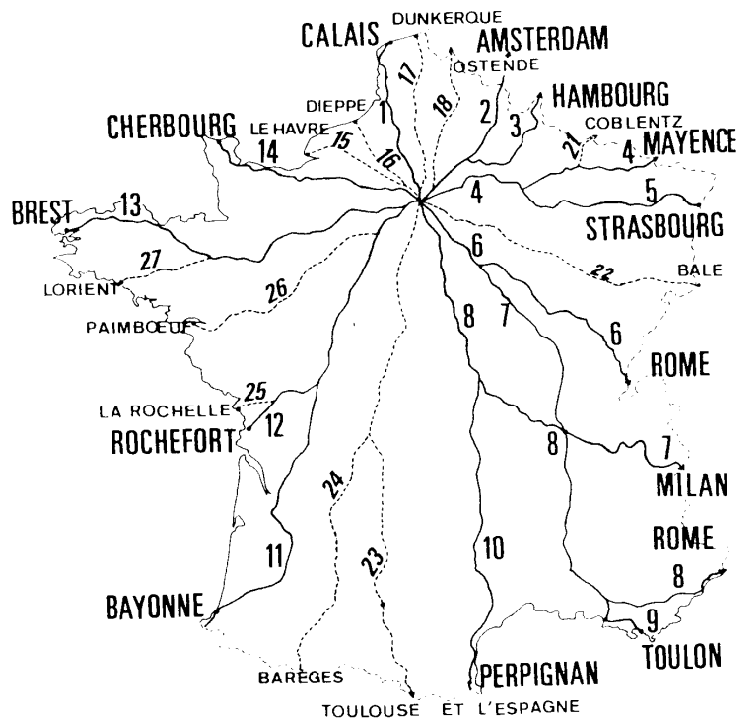 DUNKERQUE
CALAIS
AMSTERDAM
OSTENDE
17
18
2
3
HAMBOURG
DIEPPE
1
COBLENTZ
CHERBOURG
LE HAVRE
15
16
14
21
4
MAYENCE
4
5
BREST
13
STRASBOURG
27
26
6
22
BALE
LORIENT
PAIMBŒUF
8
7
6
ROME
25
LA ROCHELLE
12
ROCHEFORT
8
7
MILAN
24
23
11
10
ROME
8
BAYONNE
9
TOULON
BARÈGES
PERPIGNAN
TOULOUSE ET L'ESPAGNE